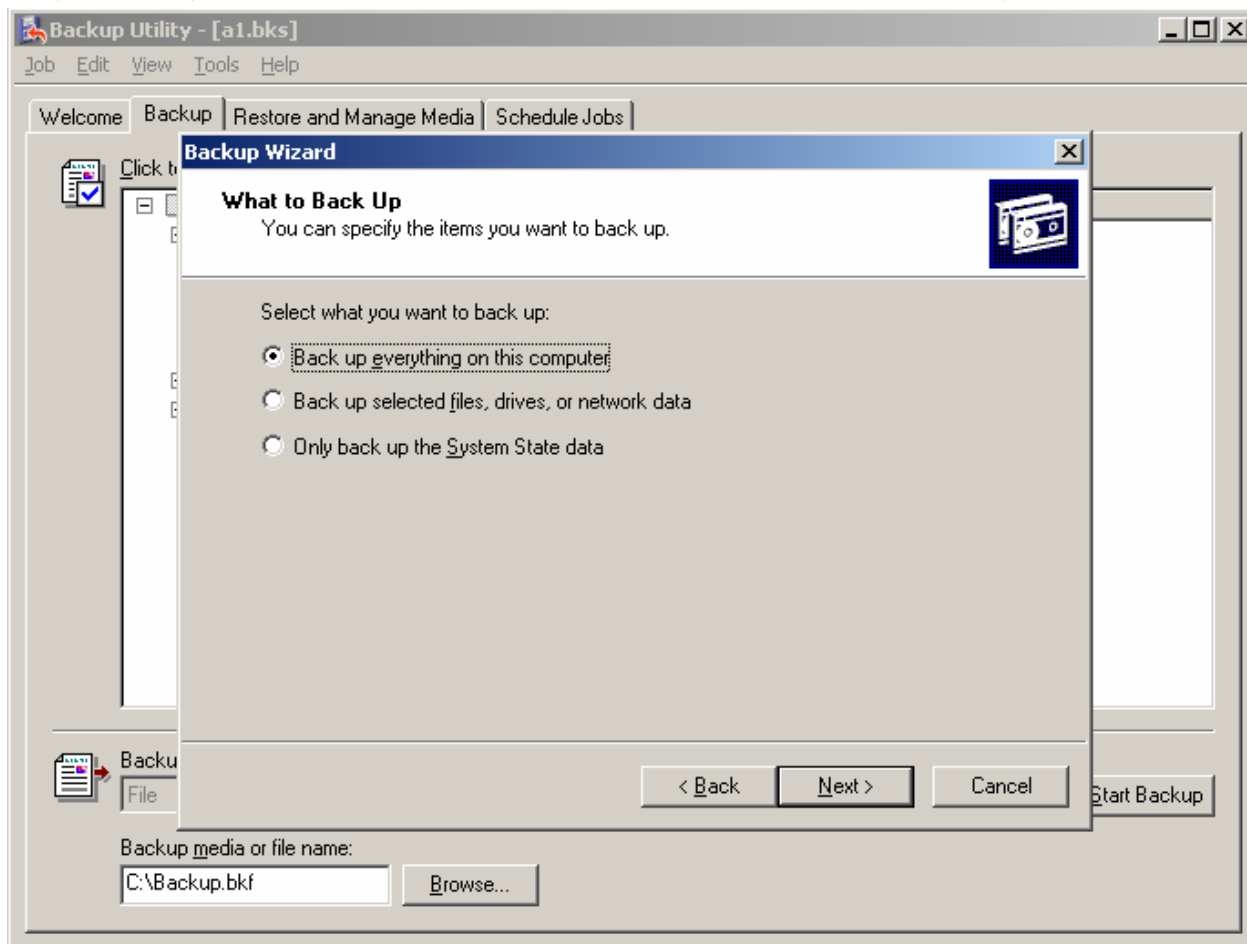 Backup Utility - [a1.bks]
Job Edit View Tools Help
Welcome Backup Restore and Manage Media Schedule Jobs
Click
Backup Wizard
What to Back Up
You can specify the items you want to back up.
Select what you want to back up:
Back up everything on this computer
Back up selected files, drives, or network data
Only back up the System State data
< Back Next > Cancel
File
Start Backup
Backup media or file name:
C:\Backup.bkf Browse...